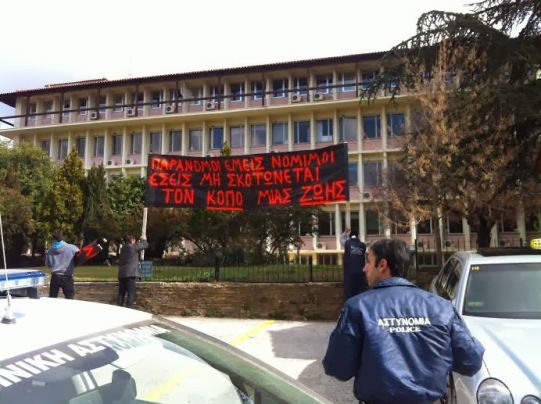 ΠΑΡΑΝΟΜΟΙ ΕΜΕΙΣ ΝΟΜΙΜΟΙ
ΕΣΕΙΣ ΜΗ ΣΚΟΤΩΝΕΤΑΙ
ΤΟΝ ΚΟΠΟ ΜΙΑΣ ΖΩΗΣ
ΑΣΤΥΝΟΜΙΑ
POLICE